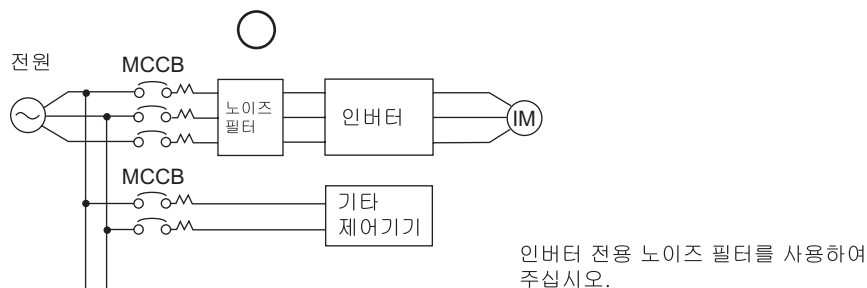 전원
MCCB
노이즈
필터
인버터
IM
MCCB
기타
제어기기
인버터 전용 노이즈 필터를 사용하여
주십시오.